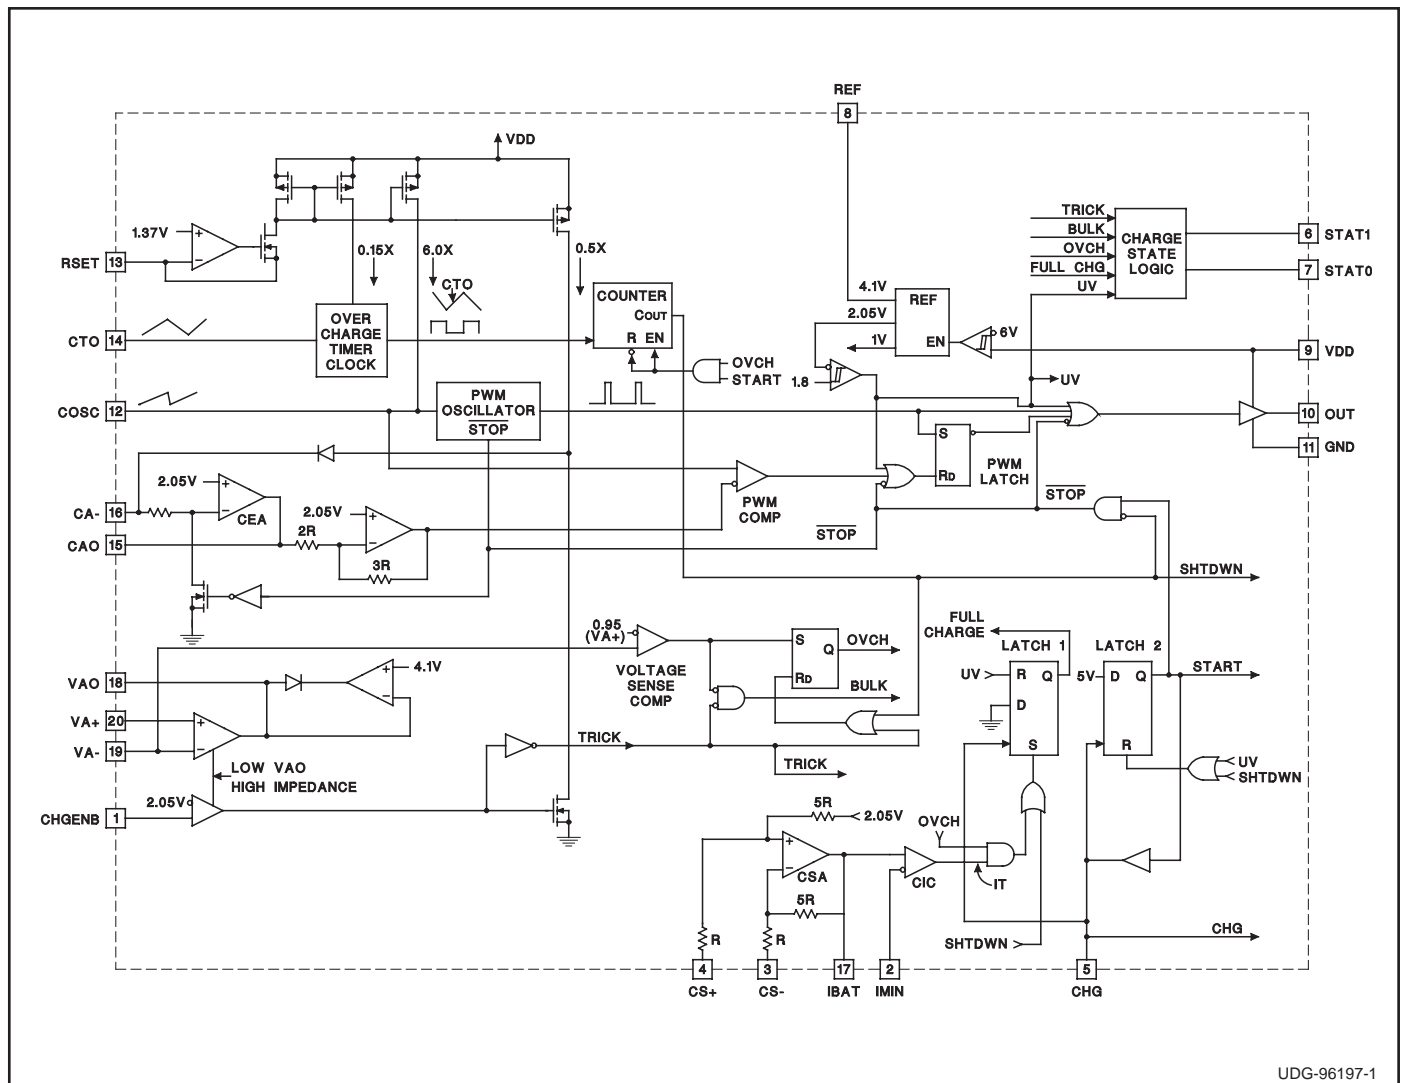 REF
8
VDD
1.37V
0.15X
6.0X
0.5X
CTO
RSET 13
CTO 14
OVER
CHARGE
TIMER
CLOCK
COUNTER
COUT
R EN
OVCH
START
4.1V
2.05V
1V
REF
EN
6V
1.8
TRICK
BULK
OVCH
FULL CHG
UV
CHARGE
STATE
LOGIC
6 STAT1
7 STAT0
9 VDD
UV
10 OUT
11 GND
COSC 12
PWM
OSCILLATOR
STOP
S
RD
PWM
LATCH
PWM
COMP
STOP
STOP
2.05V
CEA
CA- 16
CAO 15
2R
2.05V
3R
SHTDWN
0.95
(VA+)
VOLTAGE
SENSE
COMP
S
Q
RD
OVCH
BULK
FULL
CHARGE
LATCH 1
UV
R Q
D
S
LATCH 2
5V
D Q
R
START
UV
SHTDWN
VAO 18
VA+ 20
VA- 19
4.1V
LOW VAO
HIGH IMPEDANCE
TRICK
TRICK
2.05V
CHGENB 1
5R
2.05V
CSA
5R
R
R
OVCH
CIC
IT
SHTDWN
CHG
4
CS+
3
CS-
17
IBAT
2
IMIN
5
CHG
UDG-96197-1